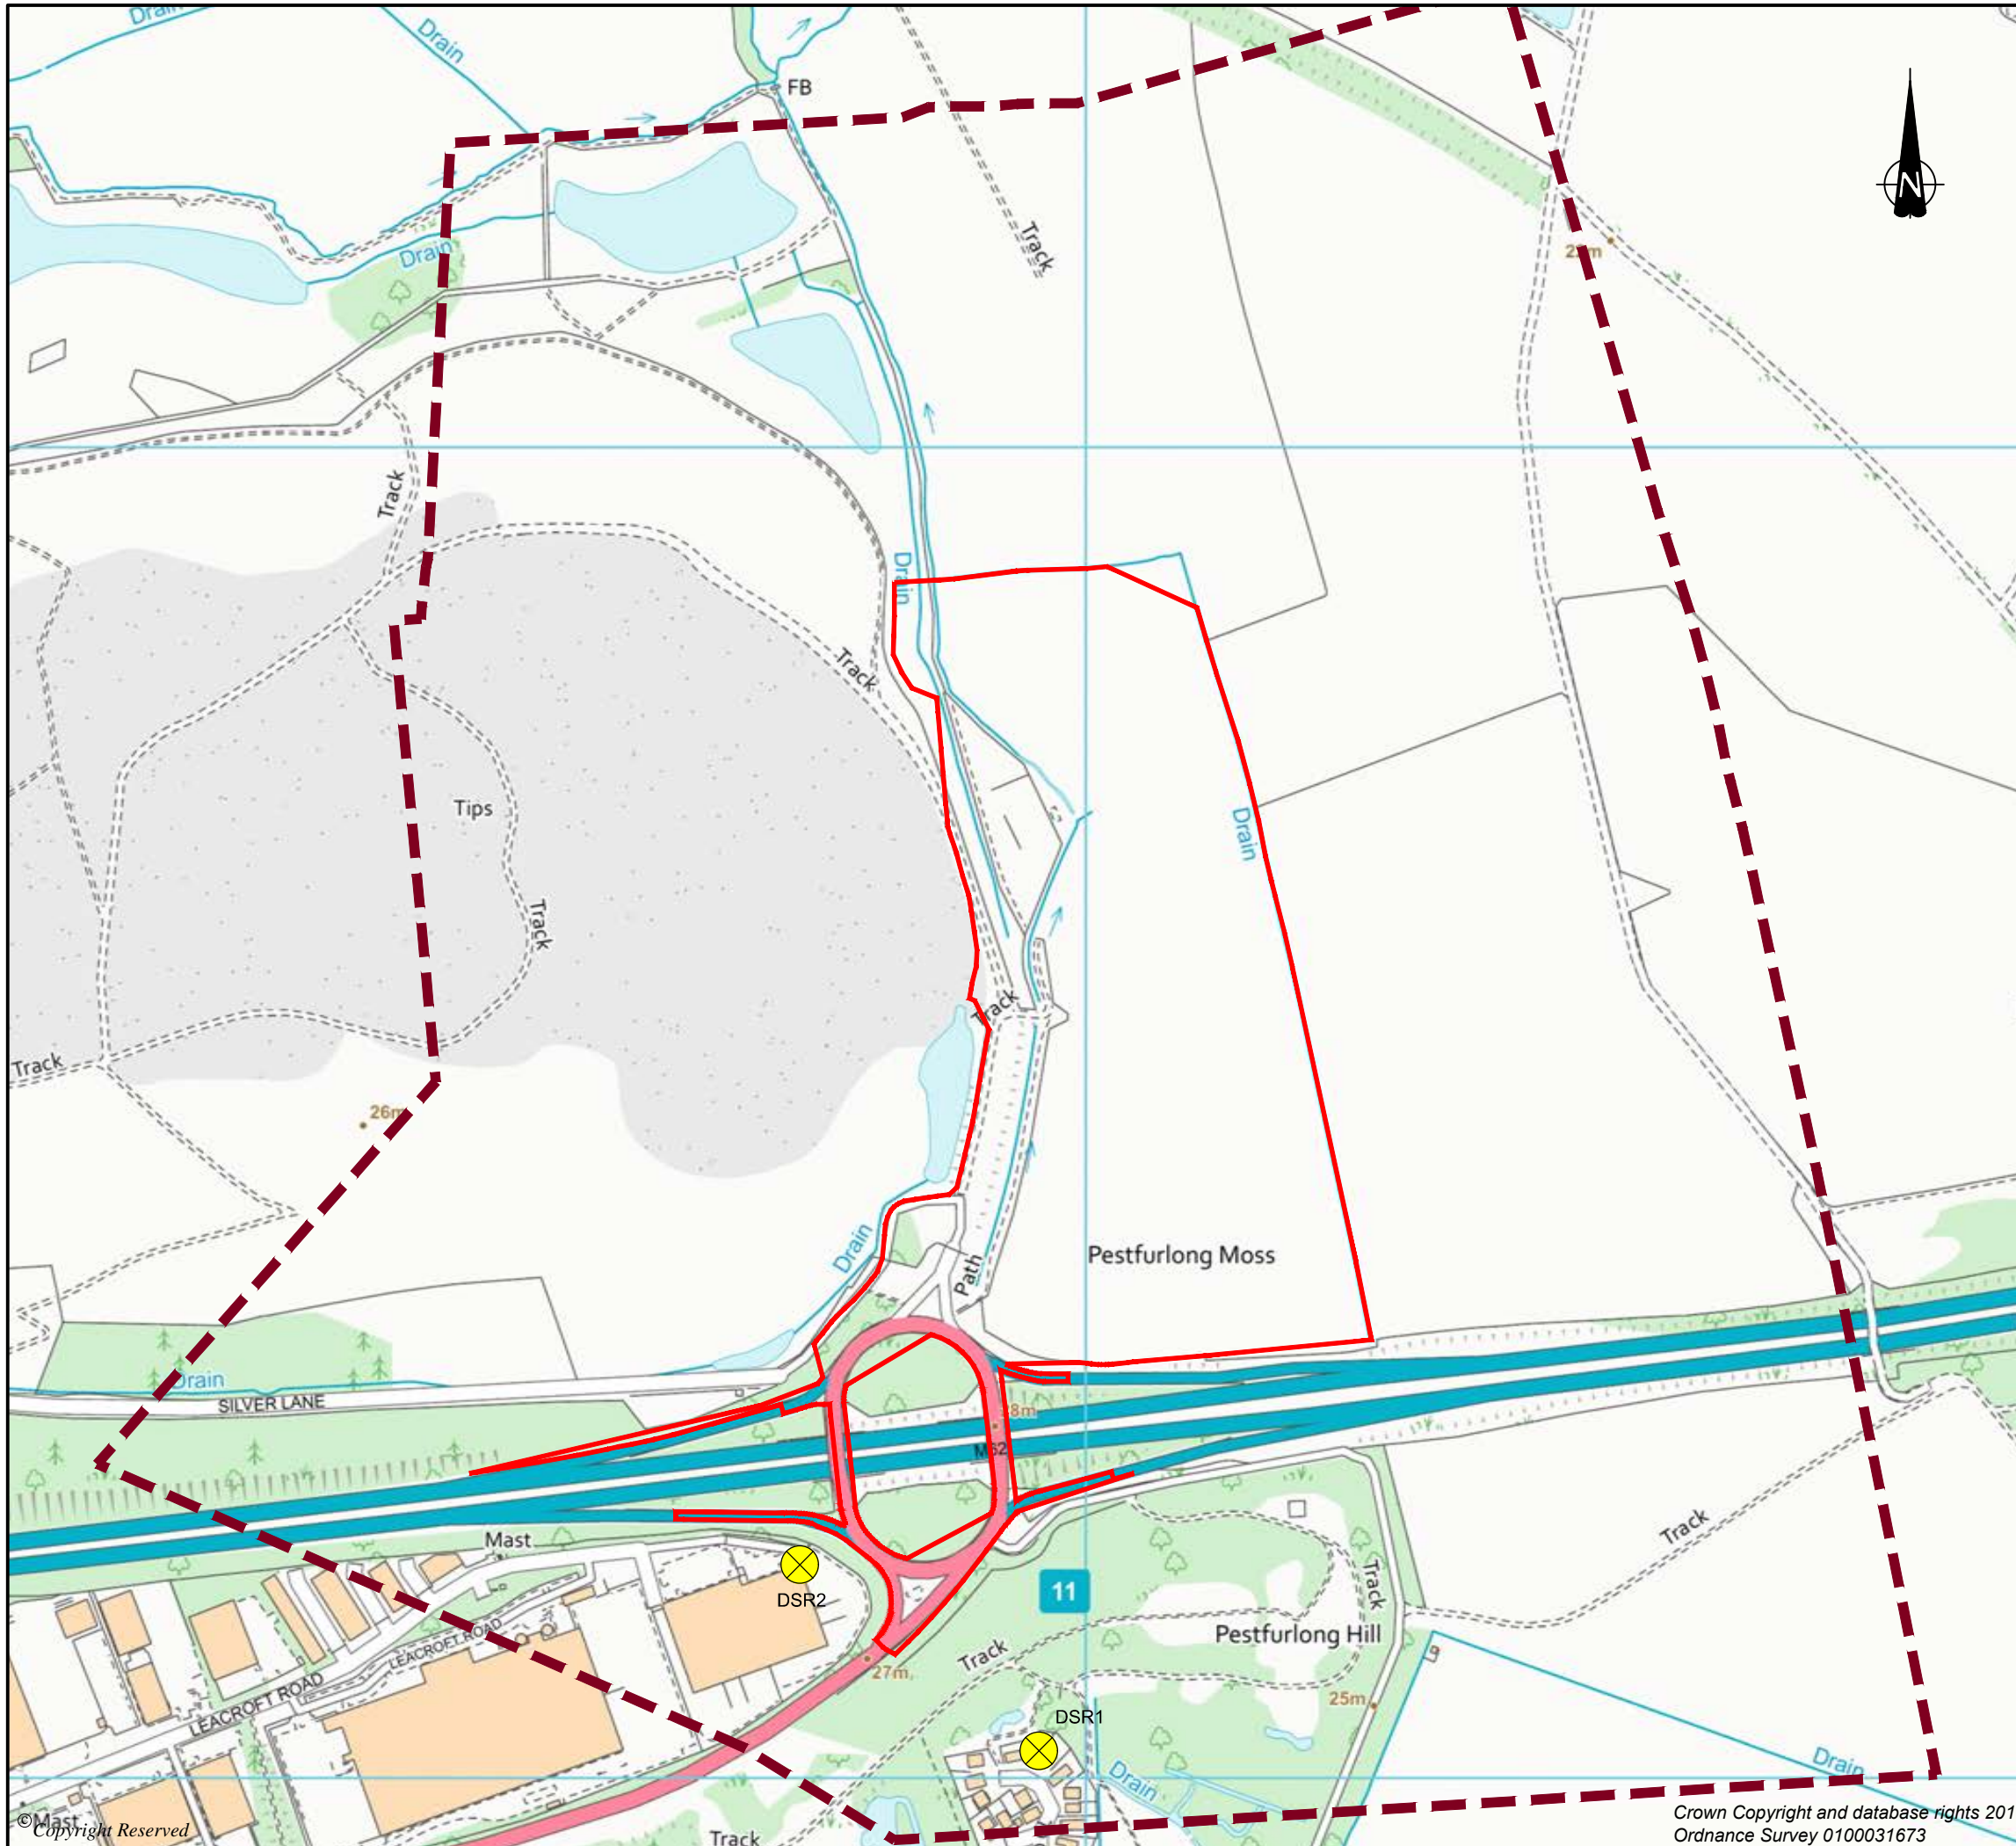 Drain
Drain
FB
N
Drain
Track
22m
Track
Drain
Track
Tips
Drain
Track
Track
Track
26m
Drain
Path
Pestfurlong Moss
Drain
SILVER LANE
38m
M62
Mast
DSR2
11
Track
Track
LEACROFT ROAD
Pestfurlong Hill
Track
27m
LEACROFT ROAD
25m
DSR1
Drain
Drain
Mast
©Copyright Reserved
Track
Crown Copyright and database rights 201
Ordnance Survey 0100031673